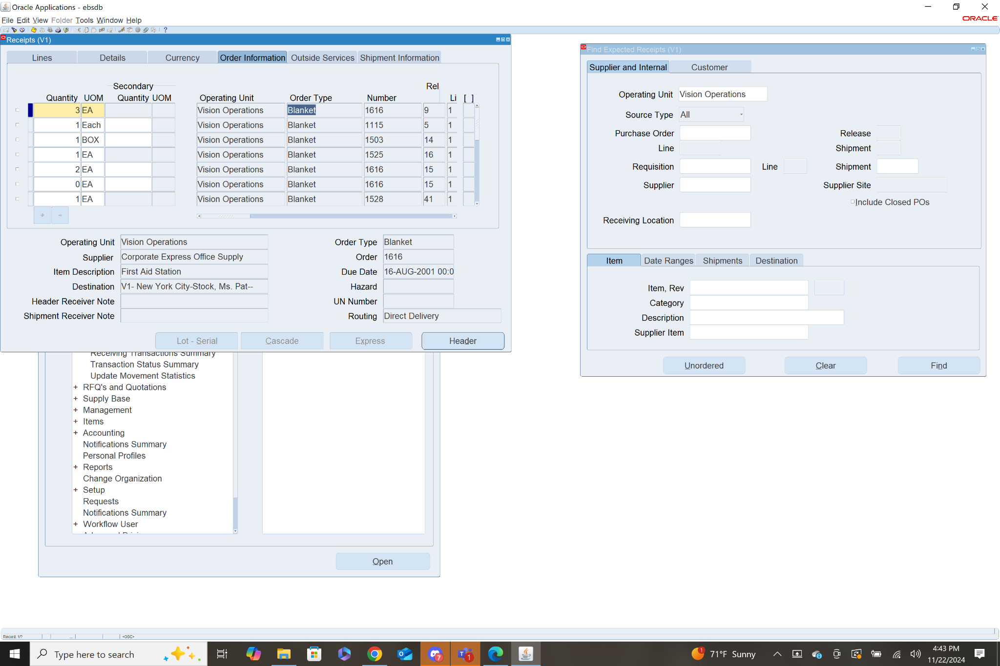 Oracle Applications - ebsdb
File Edit View Folder Tools Window Help
ORACLE
Receipts (V1)
Lines Details Currency Order Information Outside Services Shipment Information
Secondary Rel
Quantity UOM Quantity UOM Operating Unit Order Type Number Li [ ]
3 EA Vision Operations Blanket 1616 9 1
1 Each Vision Operations Blanket 1115 5 1
1 BOX Vision Operations Blanket 1503 14 1
1 EA Vision Operations Blanket 1525 16 1
2 EA Vision Operations Blanket 1616 15 1
0 EA Vision Operations Blanket 1616 15 1
1 EA Vision Operations Blanket 1528 41 1
Operating Unit Vision Operations Order Type Blanket
Supplier Corporate Express Office Supply Order 1616
Item Description First Aid Station Due Date 16-AUG-2001 00:0
Destination V1- New York City-Stock, Ms. Pat-- Hazard
Header Receiver Note UN Number
Shipment Receiver Note Routing Direct Delivery
Lot - Serial Cascade Express Header
Receiving Transactions Summary
Transaction Status Summary
Update Movement Statistics
+ RFQ's and Quotations
+ Supply Base
+ Management
+ Items
+ Accounting
Notifications Summary
Personal Profiles
+ Reports
Change Organization
+ Setup
Requests
Notifications Summary
+ Workflow User
Open
Find Expected Receipts (V1)
Supplier and Internal Customer
Operating Unit Vision Operations
Source Type All
Purchase Order Release
Line Shipment
Requisition Line Shipment
Supplier Supplier Site
Include Closed POs
Receiving Location
Item Date Ranges Shipments Destination
Item, Rev
Category
Description
Supplier Item
Unordered Clear Find
Record: 1/? ... <OSC>
Type here to search
7
1
1
71°F Sunny
4:43 PM
11/22/2024